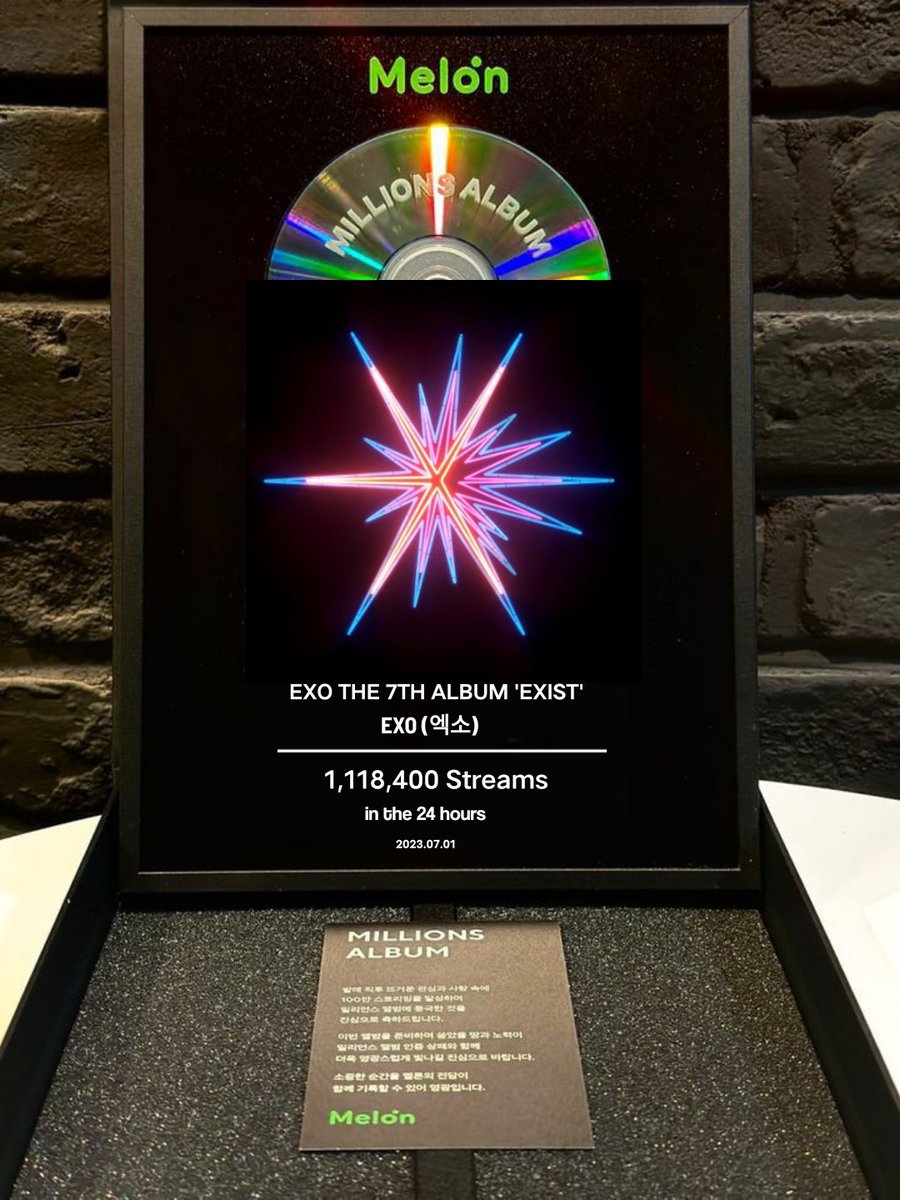 Melon
MILLIONS ALBUM
EXO THE 7TH ALBUM 'EXIST'
EXO (엑소)
1,118,400 Streams
in the 24 hours
2023.07.01
MILLIONS
ALBUM
발매 직후 뜨거운 관심과 사랑 속에
100만 스트리밍을 달성하며
밀리언스 앨범에 등극한 것을
진심으로 축하드립니다.
이번 앨범을 준비하며 쏟았을 땀과 노력이
밀리언스 앨범 인증 상패와 함께
더욱 영광스럽게 빛나길 진심으로 바랍니다.
소중한 순간을 멜론의 전당이
함께 기록할 수 있어 영광입니다.
Melon